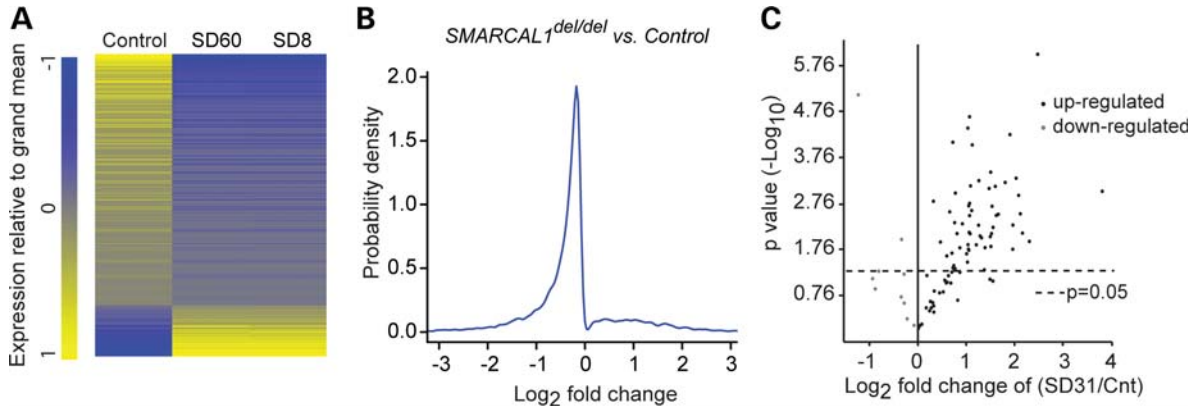 A
Control SD60 SD8
Expression relative to grand mean
-1
0
1
B
SMARCAL1del/del vs. Control
Probability density
2.0
1.5
1.0
0.5
0.0
-3 -2 -1 0 1 2 3
Log2 fold change
C
p value (-Log10)
5.76
4.76
3.76
2.76
1.76
0.76
up-regulated
down-regulated
p=0.05
-1 0 1 2 3 4
Log2 fold change of (SD31/Cnt)